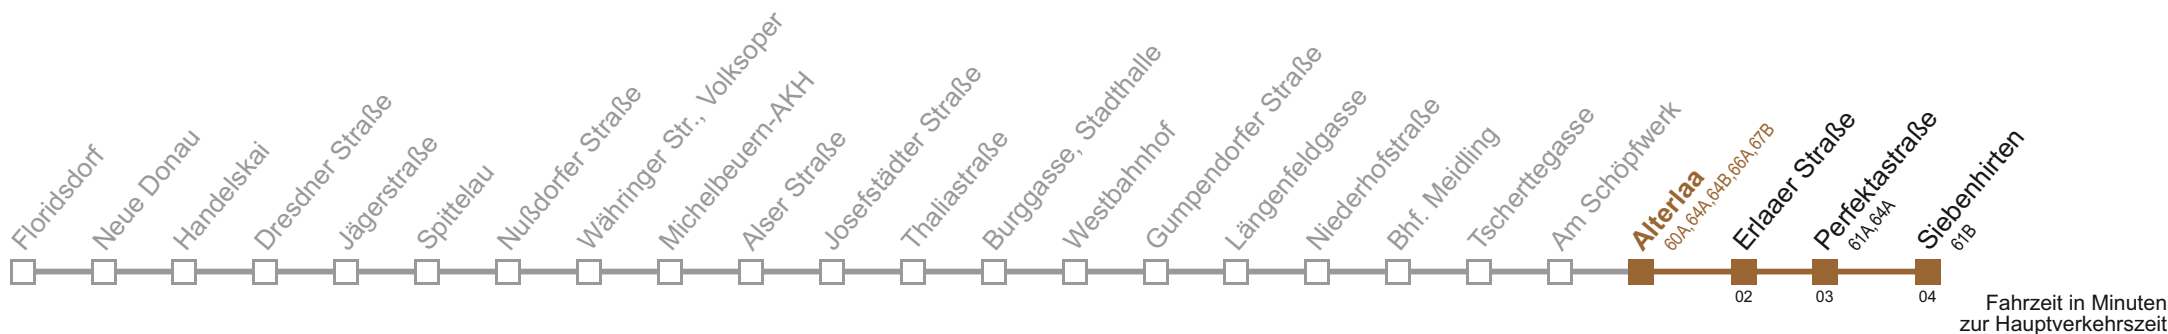 Floridsdorf
Neue Donau
Handelskai
Dresdner Straße
Jägerstraße
Spittelau
Nußdorfer Straße
Währinger Str., Volksoper
Michelbeuern-AKH
Alser Straße
Josefstädter Straße
Thaliastraße
Burggasse, Stadthalle
Westbahnhof
Gumpendorfer Straße
Längenfeldgasse
Niederhofstraße
Bhf. Meidling
Tscherttegasse
Am Schöpfwerk
Alterlaa
60A,64A,64B,66A,67B
Erlaaer Straße
Perfektastraße
61A,64A
Siebenhirten
61B
02
03
04
Fahrzeit in Minuten
zur Hauptverkehrszeit